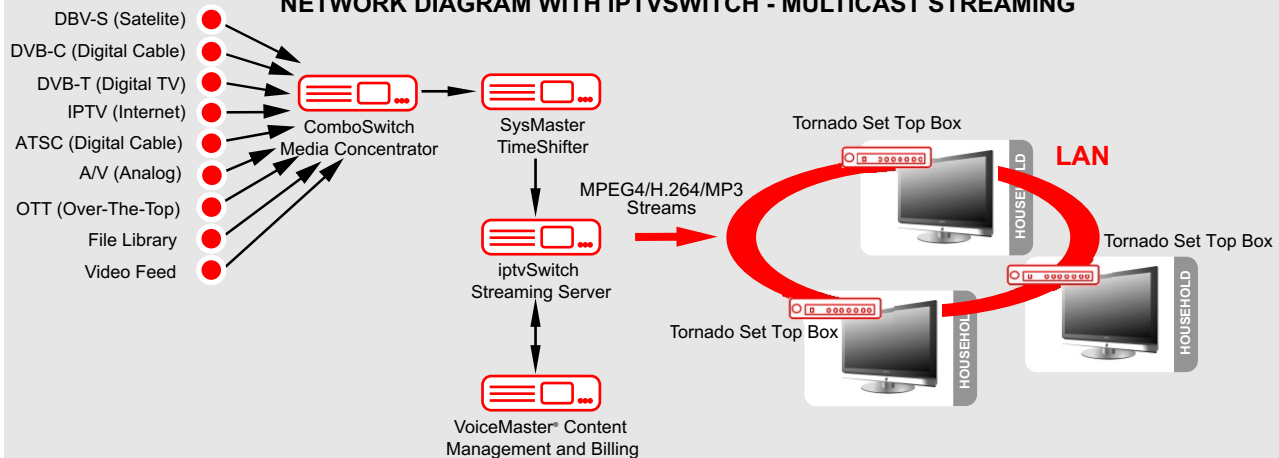 NETWORK DIAGRAM WITH IPTVSWITCH - MULTICAST STREAMING
DBV-S (Satelite)
DVB-C (Digital Cable)
DVB-T (Digital TV)
IPTV (Internet)
ATSC (Digital Cable)
A/V (Analog)
OTT (Over-The-Top)
File Library
Video Feed
ComboSwitch
Media Concentrator
SysMaster
TimeShifter
iptvSwitch
Streaming Server
VoiceMaster® Content
Management and Billing
MPEG4/H.264/MP3
Streams
Tornado Set Top Box
HOUSEHOLD
LAN
Tornado Set Top Box
HOUSEHOLD
Tornado Set Top Box
HOUSEHOLD